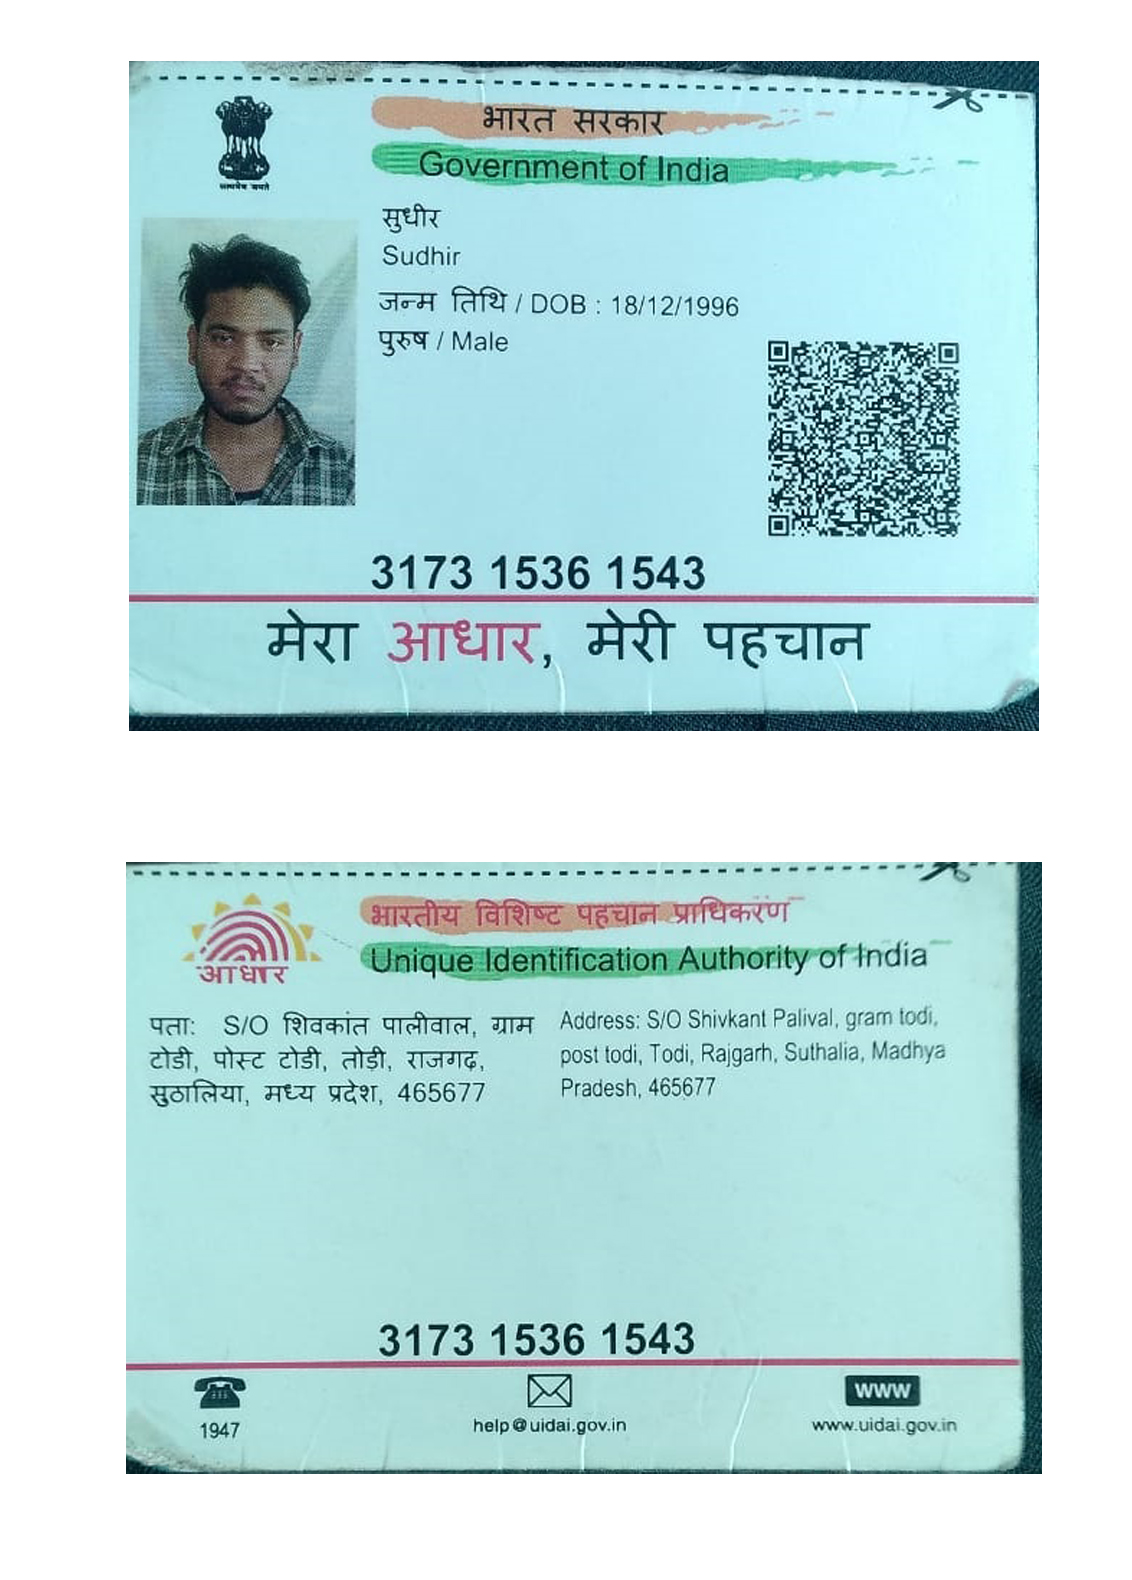 भारत सरकार
Government of India
सत्यमेव जयते
सुधीर
Sudhir
जन्म तिथि / DOB : 18/12/1996
पुरुष / Male
3173 1536 1543
मेरा आधार, मेरी पहचान
भारतीय विशिष्ट पहचान प्राधिकरण
Unique Identification Authority of India
आधार
पता: S/O शिवकांत पालीवाल, ग्राम
टोडी, पोस्ट टोडी, तोड़ी, राजगढ़,
सुठालिया, मध्य प्रदेश, 465677
Address: S/O Shivkant Palival, gram todi,
post todi, Todi, Rajgarh, Suthalia, Madhya
Pradesh, 465677
3173 1536 1543
1947
help@uidai.gov.in
WWW
www.uidai.gov.in